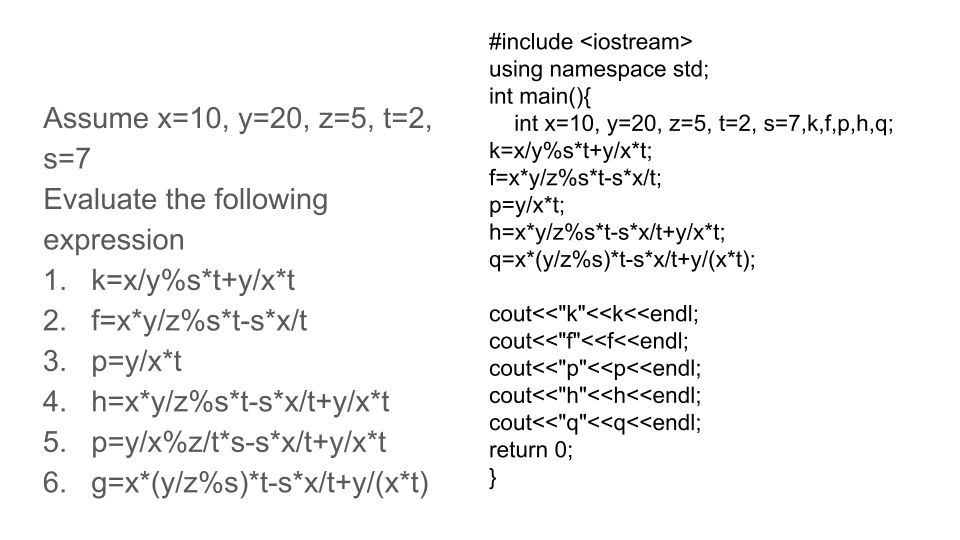 Assume x=10, y=20, z=5, t=2,
s=7
Evaluate the following
expression
1. k=x/y%s*t+y/x*t
2. f=x*y/z%s*t-s*x/t
3. p=y/x*t
4. h=x*y/z%s*t-s*x/t+y/x*t
5. p=y/x%z/t*s-s*x/t+y/x*t
6. g=x*(y/z%s)*t-s*x/t+y/(x*t)
#include <iostream>
using namespace std;
int main(){
int x=10, y=20, z=5, t=2, s=7,k,f,p,h,q;
k=x/y%s*t+y/x*t;
f=x*y/z%s*t-s*x/t;
p=y/x*t;
h=x*y/z%s*t-s*x/t+y/x*t;
q=x*(y/z%s)*t-s*x/t+y/(x*t);
cout<<"k"<<k<<endl;
cout<<"f"<<f<<endl;
cout<<"p"<<p<<endl;
cout<<"h"<<h<<endl;
cout<<"q"<<q<<endl;
return 0;
}